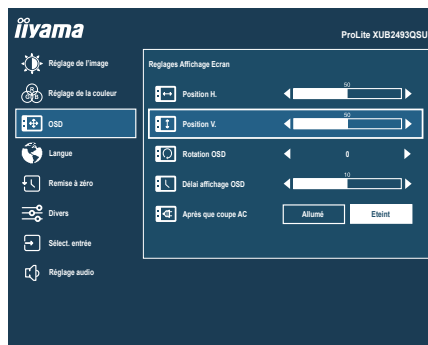 iiyama
ProLite XUB2493QSU
Réglage de l'image
Réglage de la couleur
R
G B
OSD
Langue
Remise à zéro
Divers
Sélect. entrée
Réglage audio
Reglages Affichage Ecran
Position H.
50
Position V.
50
Rotation OSD
0
Délai affichage OSD
10
Après que coupe AC
Allumé
Eteint